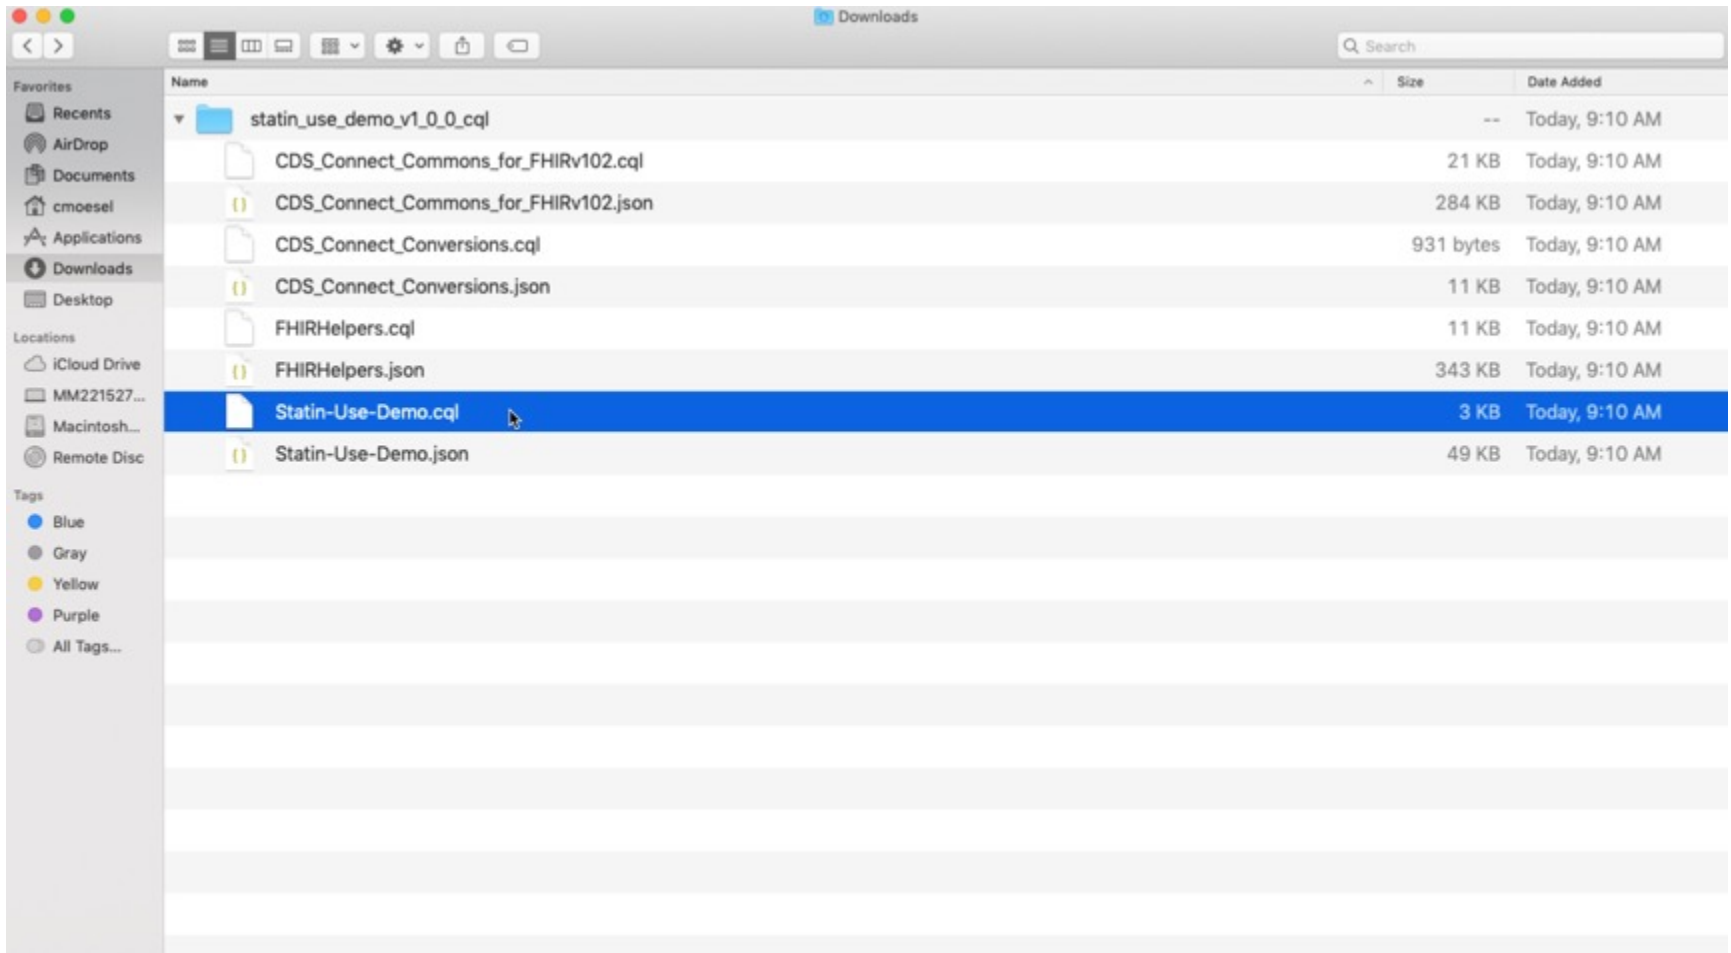 Downloads
Search
Favorites
Recents
AirDrop
Documents
cmoesel
Applications
Downloads
Desktop
Locations
iCloud Drive
MM221527...
Macintosh...
Remote Disc
Tags
Blue
Gray
Yellow
Purple
All Tags...
Name Size Date Added
statin_use_demo_v1_0_0_cql -- Today, 9:10 AM
CDS_Connect_Commons_for_FHIRv102.cql 21 KB Today, 9:10 AM
CDS_Connect_Commons_for_FHIRv102.json 284 KB Today, 9:10 AM
CDS_Connect_Conversions.cql 931 bytes Today, 9:10 AM
CDS_Connect_Conversions.json 11 KB Today, 9:10 AM
FHIRHelpers.cql 11 KB Today, 9:10 AM
FHIRHelpers.json 343 KB Today, 9:10 AM
Statin-Use-Demo.cql 3 KB Today, 9:10 AM
Statin-Use-Demo.json 49 KB Today, 9:10 AM